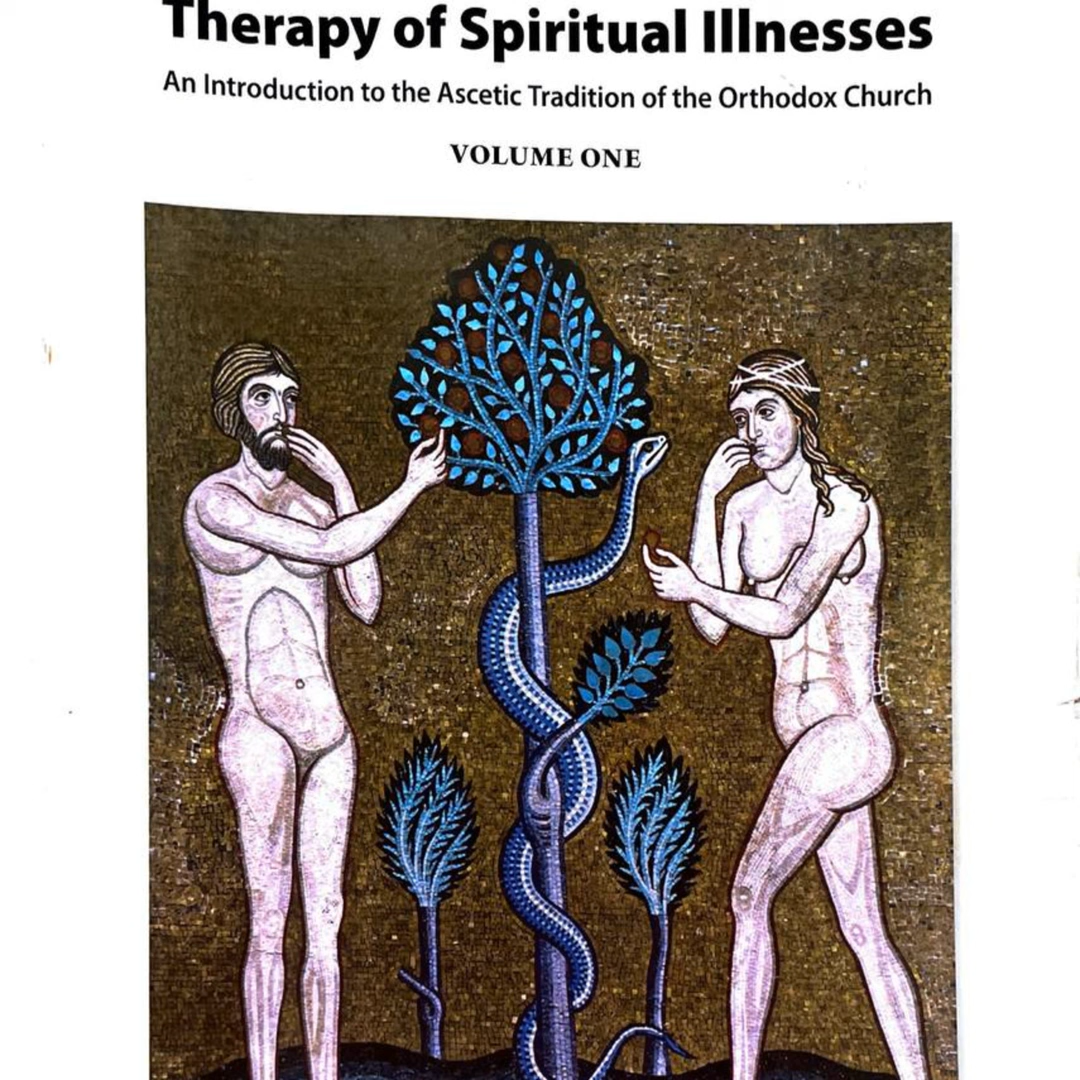 Therapy of Spiritual Illnesses
An Introduction to the Ascetic Tradition of the Orthodox Church
VOLUME ONE